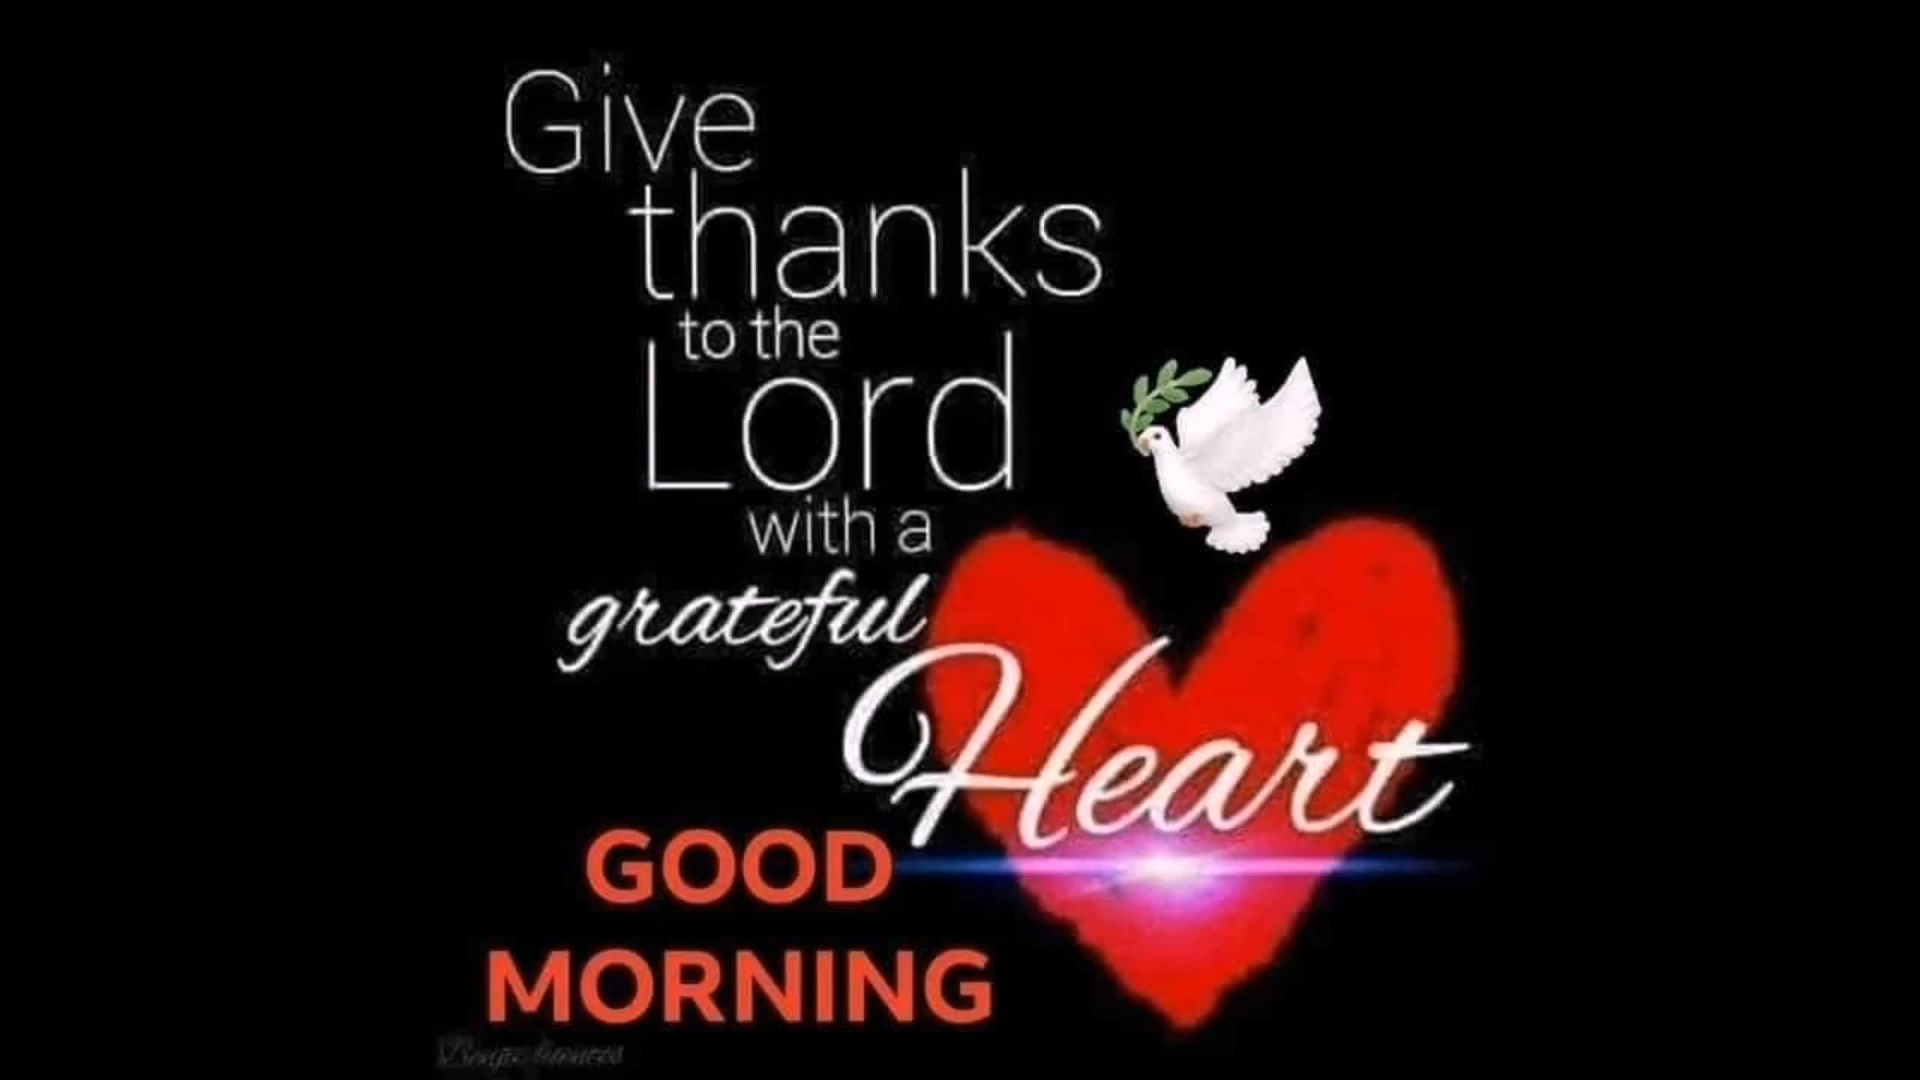 Give
thanks
to the
Lord
with a
grateful
Heart
GOOD
MORNING